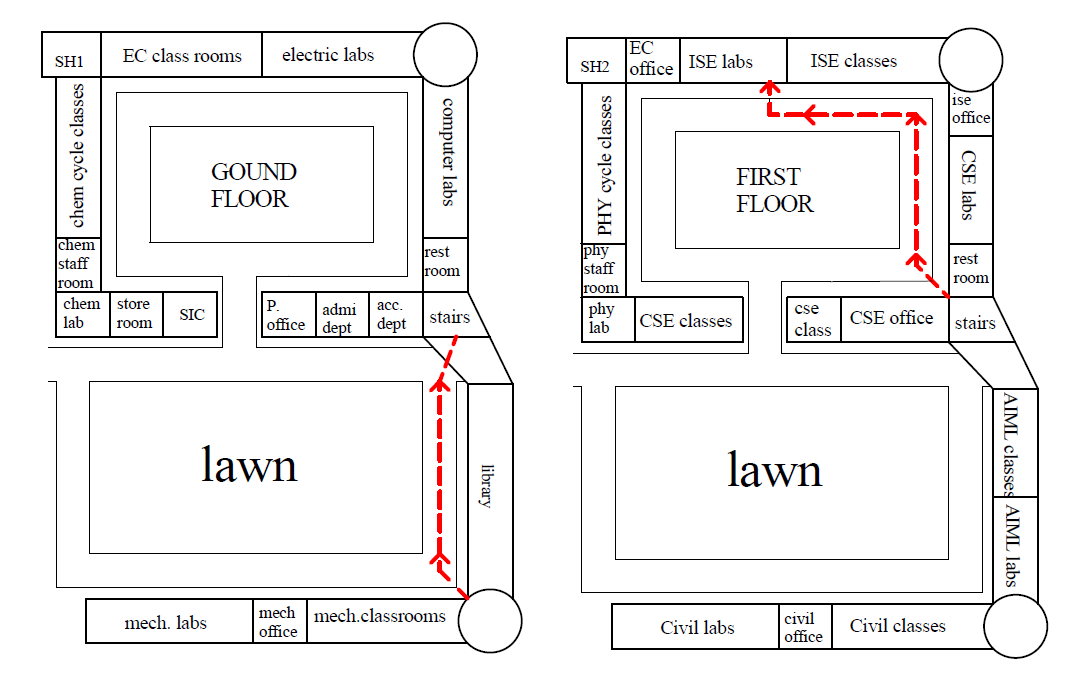 SH1
EC class rooms
electric labs
chem cycle classes
computer labs
GOUND
FLOOR
chem
staff
room
rest
room
chem
lab
store
room
SIC
P.
office
admi
dept
acc.
dept
stairs
lawn
library
mech. labs
mech
office
mech.classrooms
SH2
EC
office
ISE labs
ISE classes
ise
office
PHY cycle classes
CSE labs
FIRST
FLOOR
phy
staff
room
rest
room
phy
lab
CSE classes
cse
class
CSE office
stairs
lawn
AIML classes
AIML labs
Civil labs
civil
office
Civil classes